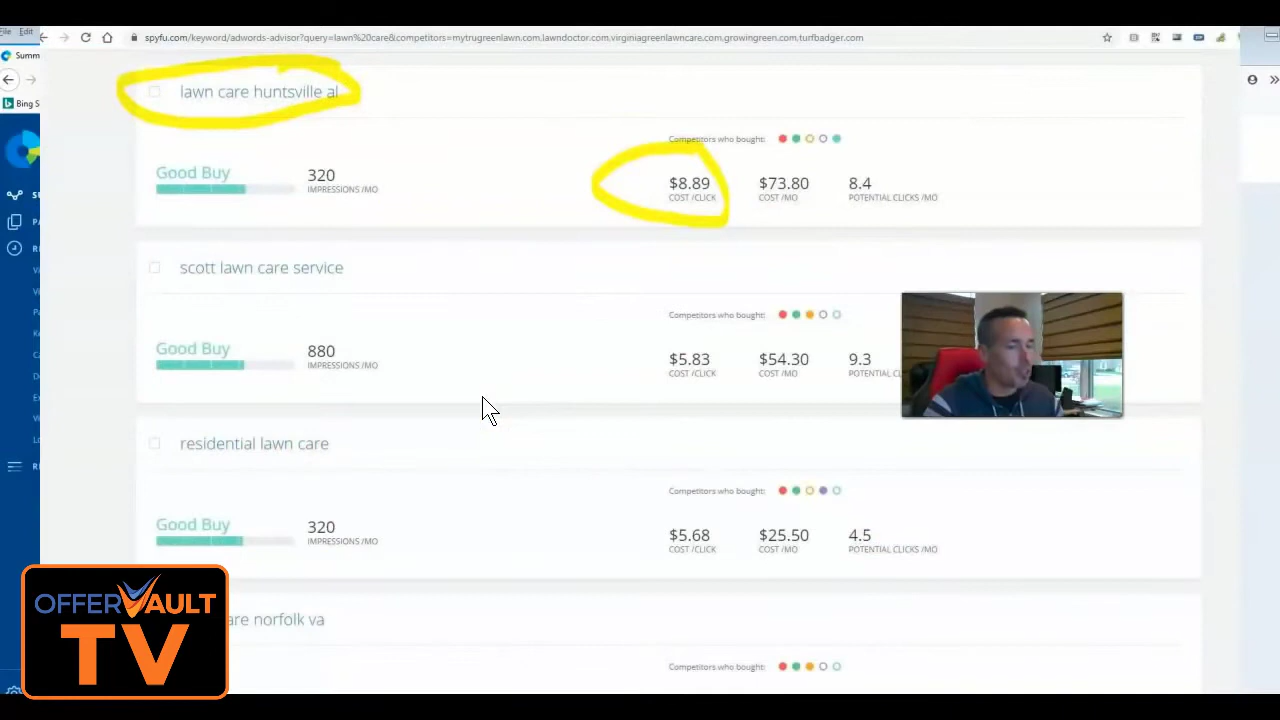 File Edit
spyfu.com/keyword/adwords-advisor?query=lawn%20care&competitors=mytrugreenlawn.com.lawndoctor.com.virginiagreenlawncare.com.growingreen.com.turfbadger.com
Summ
Bing S
lawn care huntsville al
Competitors who bought:
Good Buy
320
IMPRESSIONS /MO
$8.89
COST /CLICK
$73.80
COST /MO
8.4
POTENTIAL CLICKS /MO
scott lawn care service
Competitors who bought:
Good Buy
880
IMPRESSIONS /MO
$5.83
COST /CLICK
$54.30
COST /MO
9.3
POTENTIAL CL
residential lawn care
Competitors who bought:
Good Buy
320
IMPRESSIONS /MO
$5.68
COST /CLICK
$25.50
COST /MO
4.5
POTENTIAL CLICKS /MO
are norfolk va
Competitors who bought:
OFFERVAULT
TV